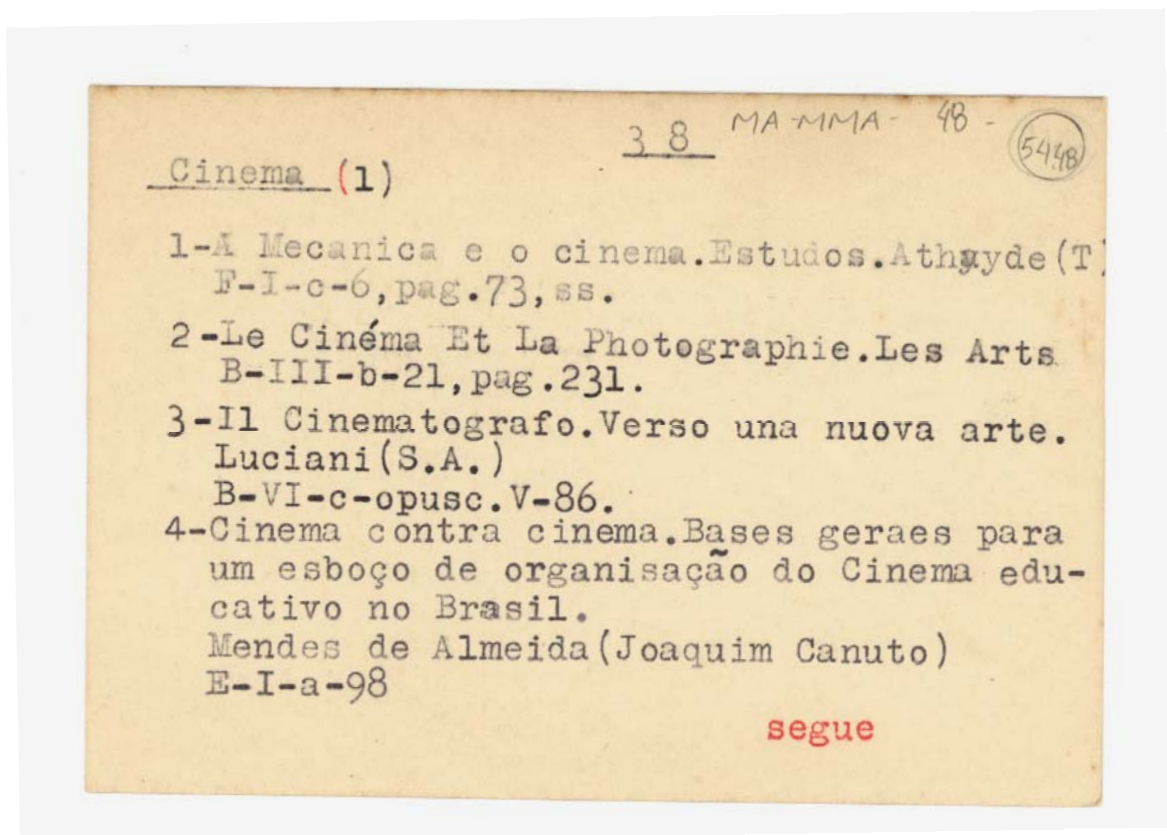 38 MA-MMA- 48 - 5448
Cinema (1)
1-A Mecanica e o cinema.Estudos.Athayde(T)
F-I-c-6,pag.73,ss.
2-Le Cinéma Et La Photographie.Les Arts
B-III-b-21,pag.231.
3-Il Cinematografo.Verso una nuova arte.
Luciani(S.A.)
B-VI-c-opusc.V-86.
4-Cinema contra cinema.Bases geraes para
um esboço de organisação do Cinema edu-
cativo no Brasil.
Mendes de Almeida(Joaquim Canuto)
E-I-a-98
segue